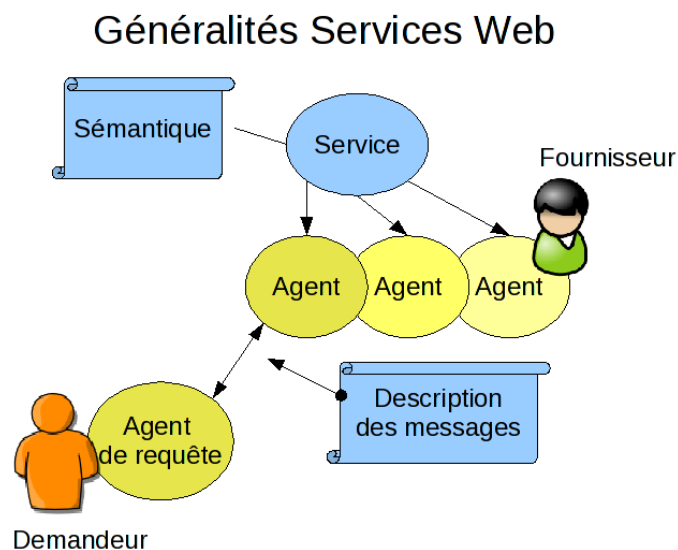 Généralités Services Web
Sémantique
Service
Fournisseur
Agent
Agent
Agent
Description
des messages
Agent
de requête
Demandeur